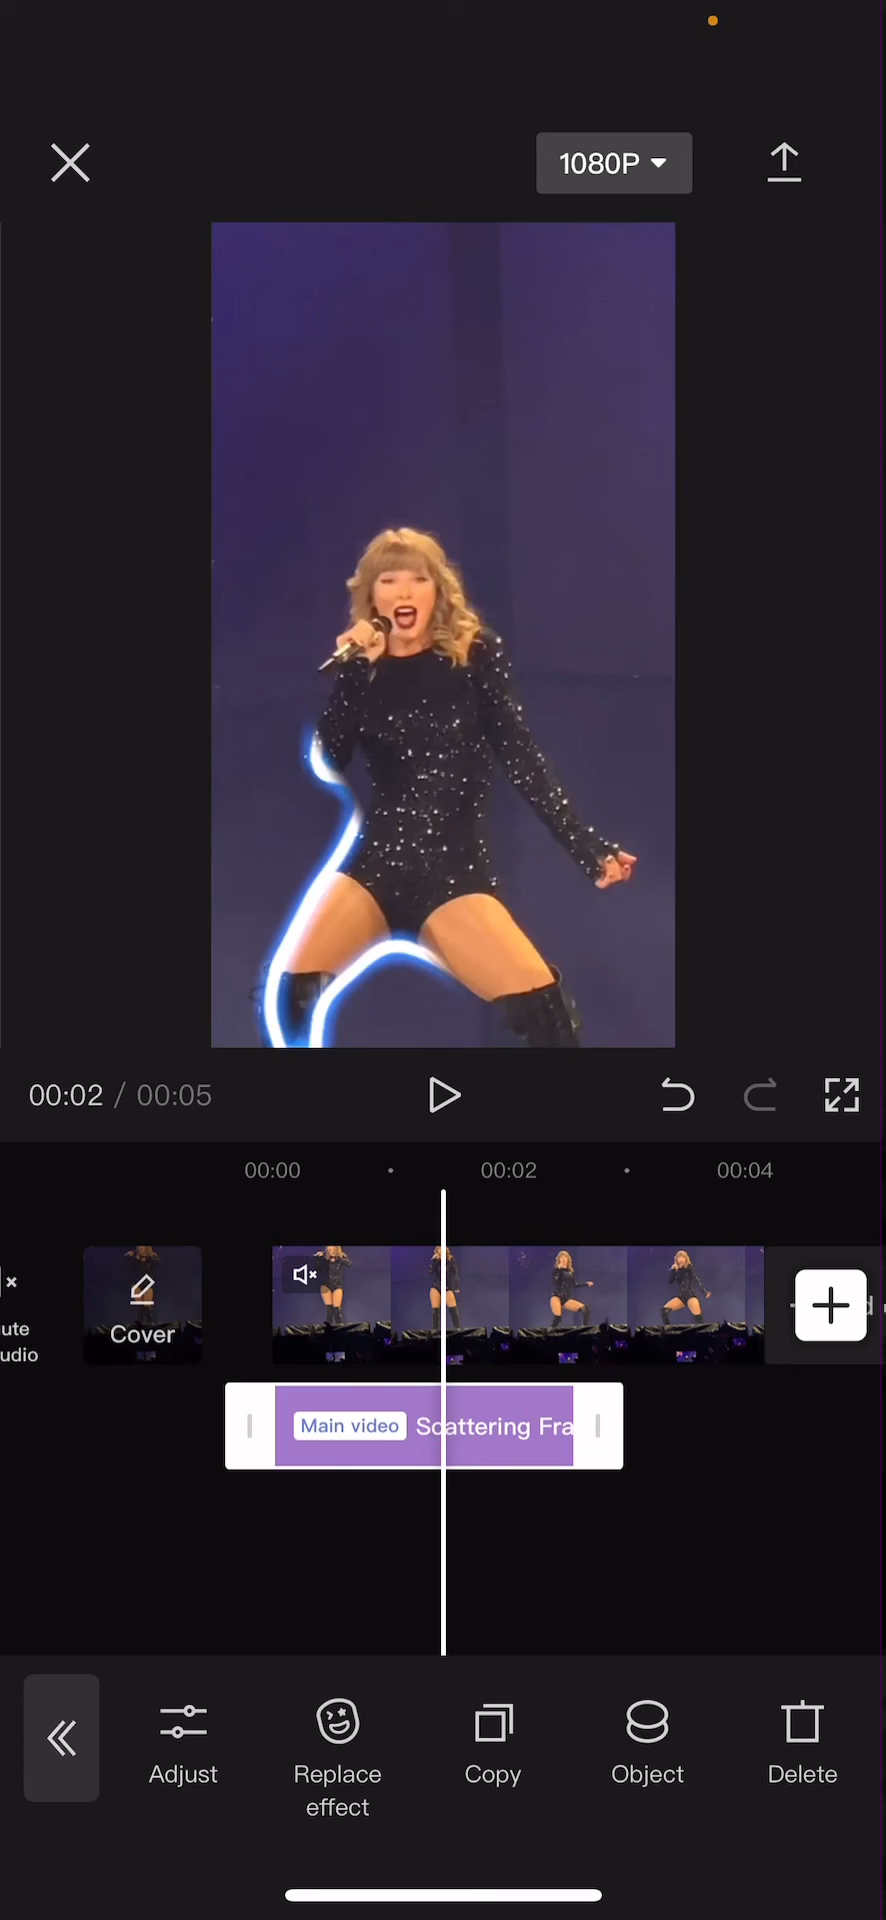 1080P
00:02 / 00:05
00:00
00:02
00:04
ute
udio
Cover
d
Main video Scattering Fra
Adjust
Replace
effect
Copy
Object
Delete